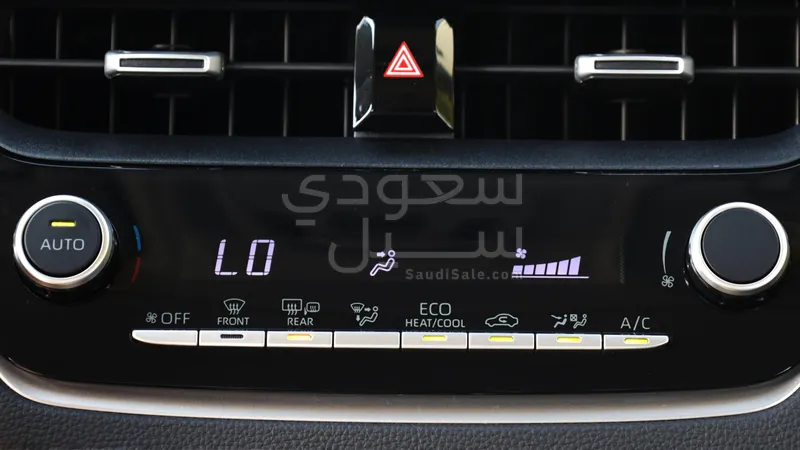 سعودي
سيل
SaudiSale.com
AUTO
LO
OFF
FRONT
REAR
ECO
HEAT/COOL
A/C